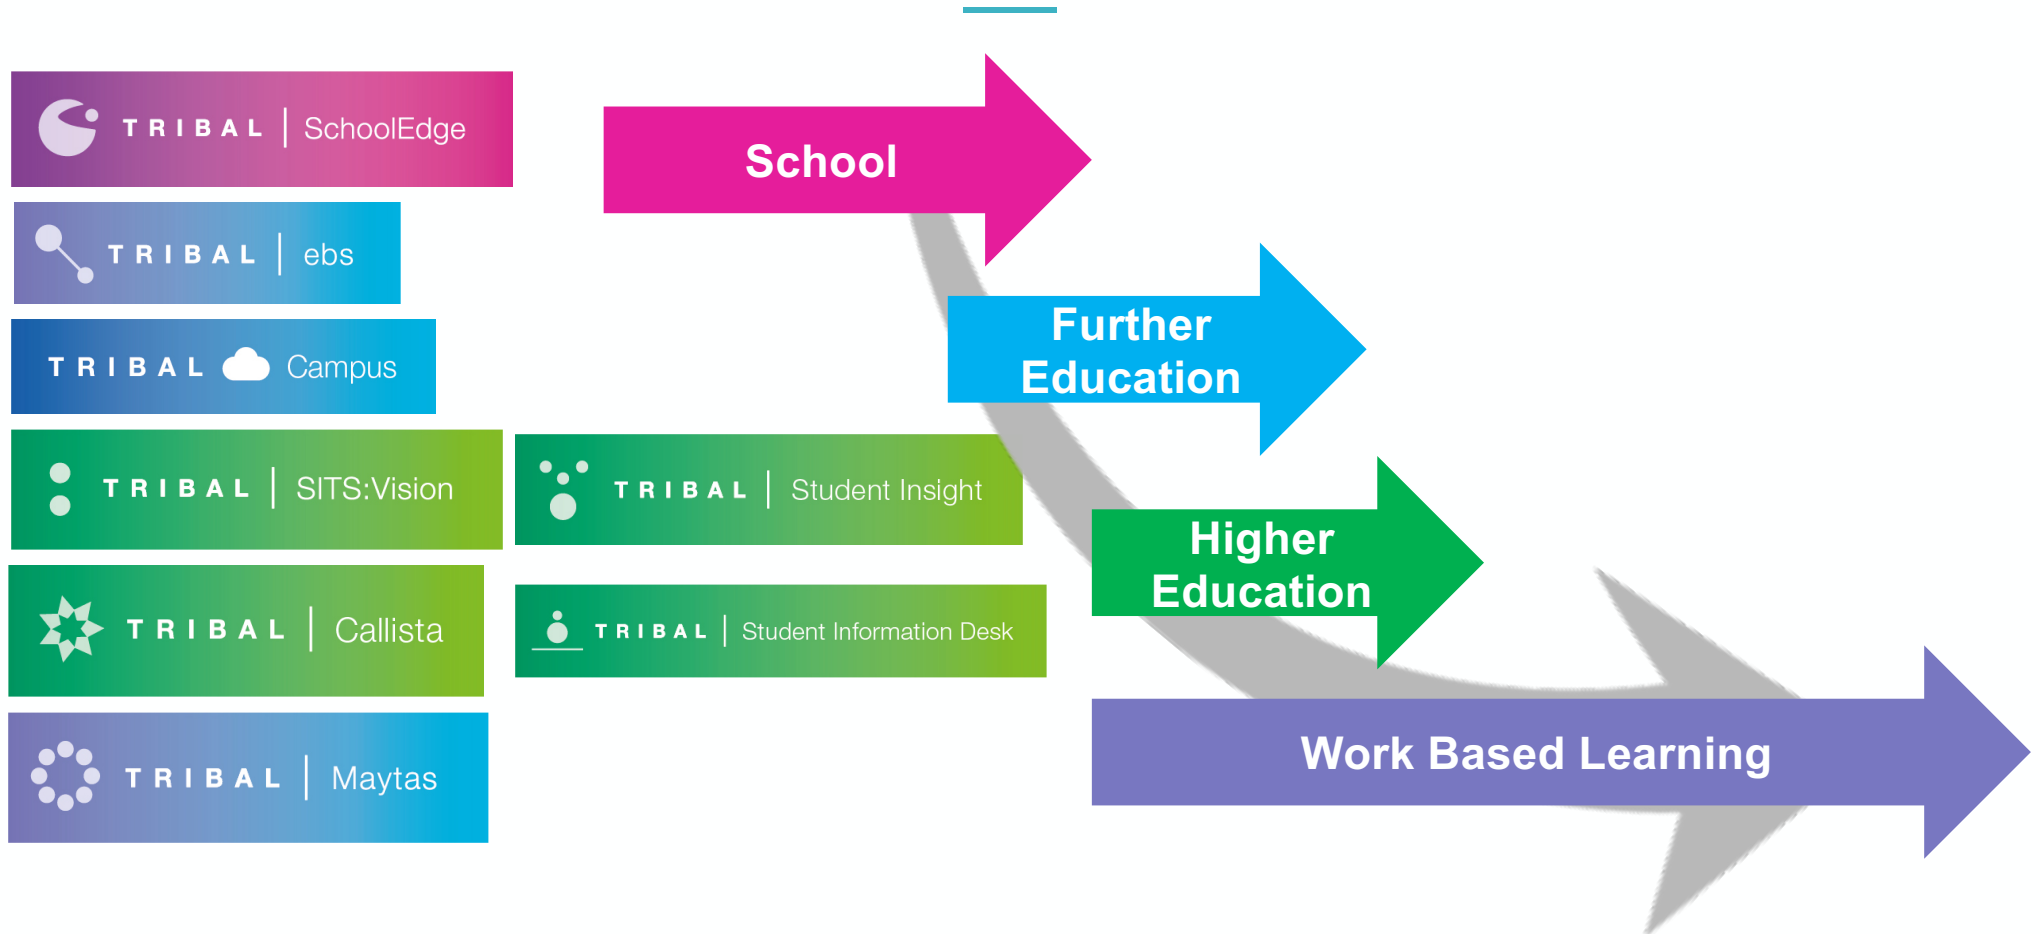 TRIBAL | SchoolEdge
School
TRIBAL | ebs
Further
Education
TRIBAL Campus
TRIBAL | SITS:Vision
TRIBAL | Student Insight
Higher
Education
TRIBAL | Callista
TRIBAL | Student Information Desk
TRIBAL | Maytas
Work Based Learning